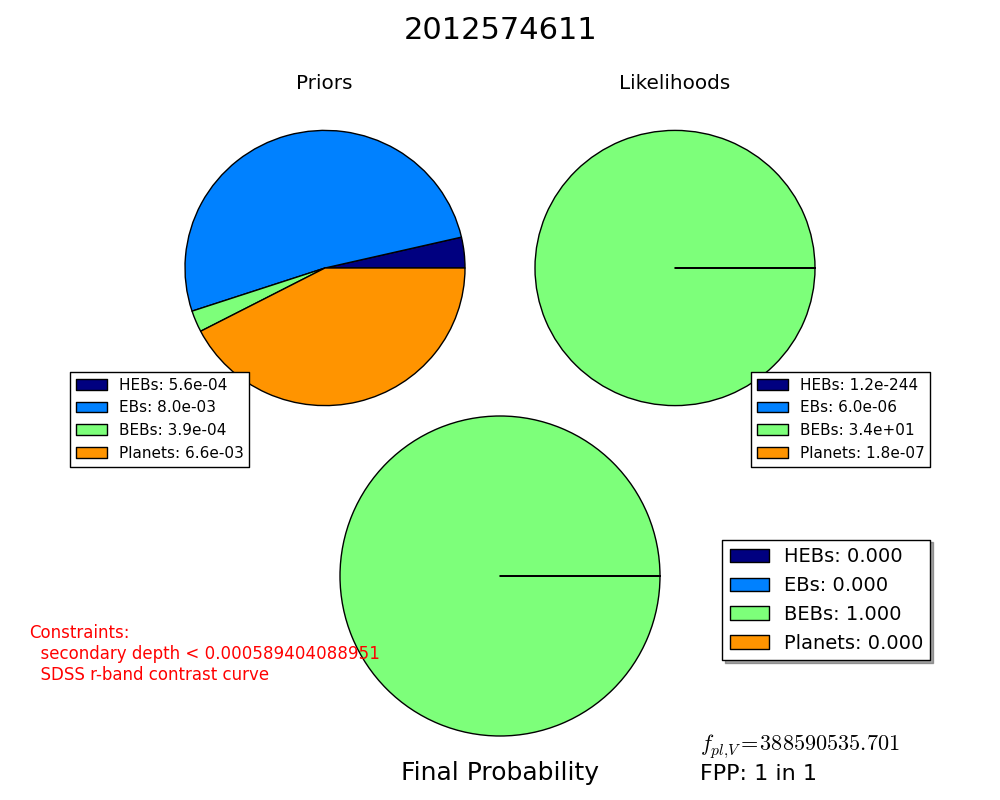 2012574611
Priors
Likelihoods
HEBs: 5.6e-04
EBs: 8.0e-03
BEBs: 3.9e-04
Planets: 6.6e-03
HEBs: 1.2e-244
EBs: 6.0e-06
BEBs: 3.4e+01
Planets: 1.8e-07
HEBs: 0.000
EBs: 0.000
BEBs: 1.000
Planets: 0.000
Constraints:
secondary depth < 0.000589404088951
SDSS r-band contrast curve
f_{pl,V} = 388590535.701
Final Probability
FPP: 1 in 1